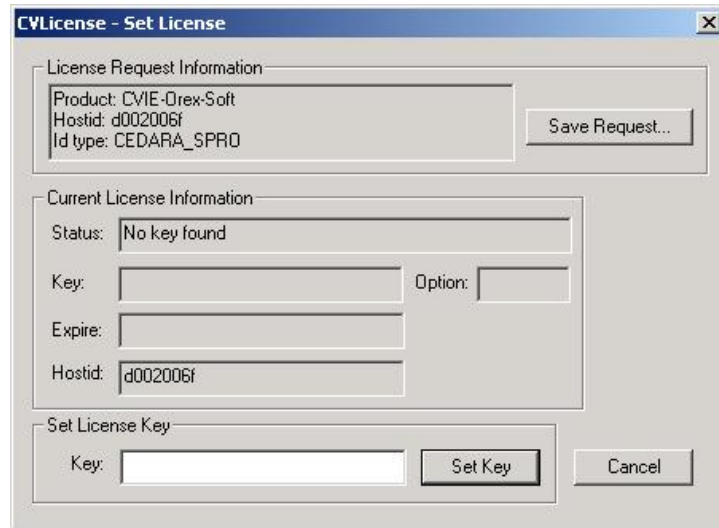 CVLicense - Set License
License Request Information
Product: CVIE-Orex-Soft
Hostid: d002006f
Id type: CEDARA_SPRO
Save Request...
Current License Information
Status: No key found
Key:
Option:
Expire:
Hostid: d002006f
Set License Key
Key:
Set Key
Cancel